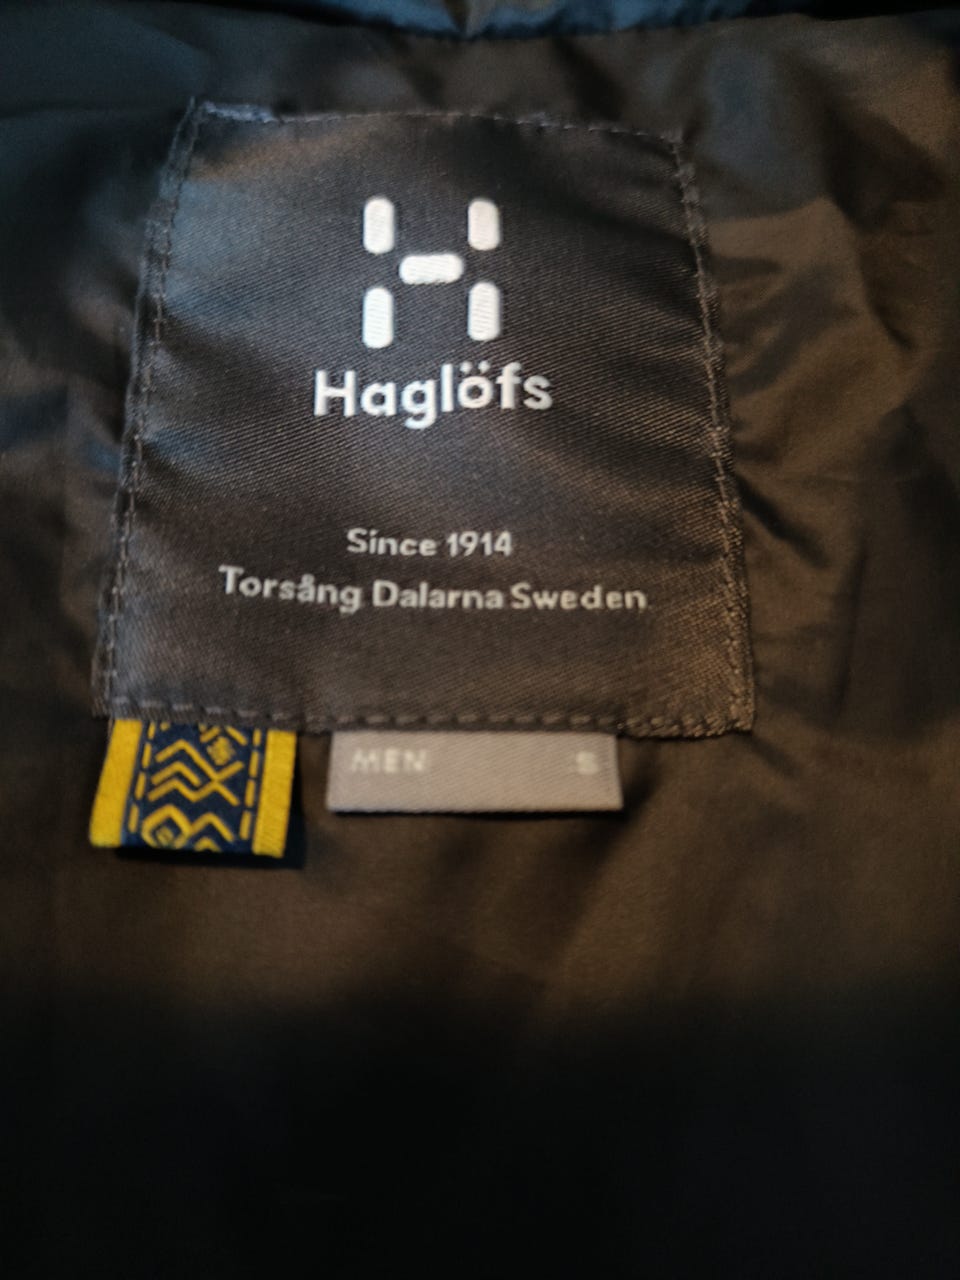 Haglöfs
Since 1914
Torsång Dalarna Sweden
MEN S